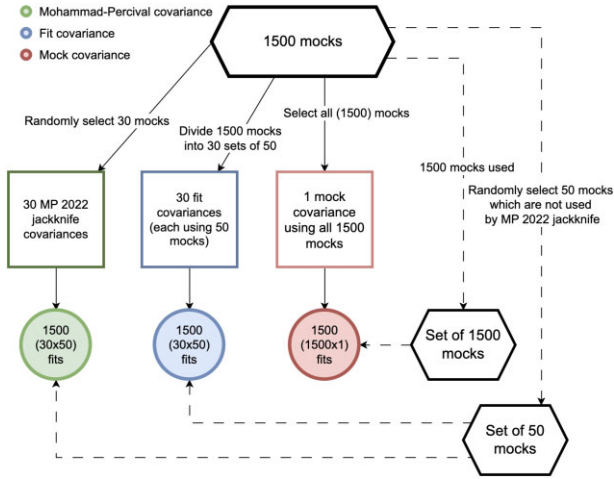 Mohammad-Percival covariance
Fit covariance
Mock covariance
1500 mocks
Randomly select 30 mocks
Divide 1500 mocks
into 30 sets of 50
Select all (1500) mocks
1500 mocks used
Randomly select 50 mocks
which are not used
by MP 2022 jackknife
30 MP 2022
jackknife
covariances
30 fit
covariances
(each using 50
mocks)
1 mock
covariance
using all 1500
mocks
1500
(30x50)
fits
1500
(30x50)
fits
1500
(1500x1)
fits
Set of 1500
mocks
Set of 50
mocks